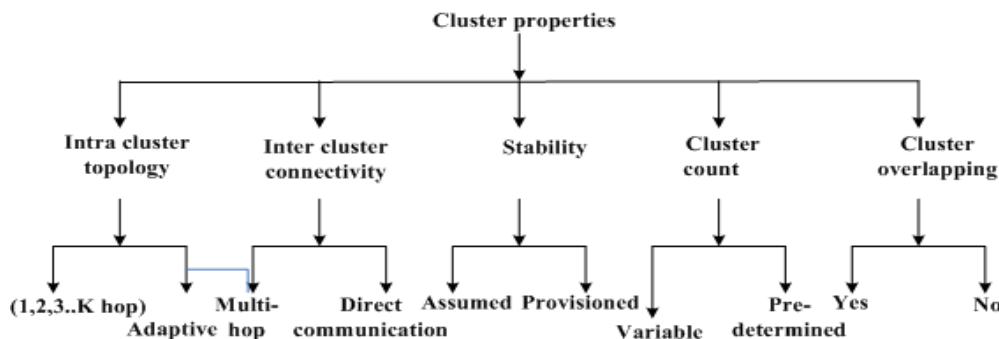 Cluster properties
Intra cluster
topology
Inter cluster
connectivity
Stability
Cluster
count
Cluster
overlapping
(1,2,3..K hop)
Adaptive
Multi-
hop
Direct
communication
Assumed
Provisioned
Variable
Pre-
determined
Yes
No